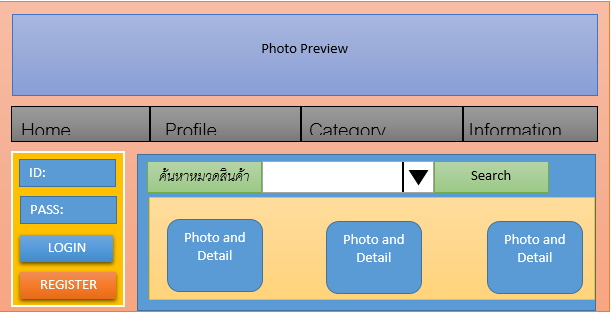 Photo Preview
Home Profile Category Information
ID:
PASS:
LOGIN
REGISTER
ค้นหาหมวดสินค้า Search
Photo and
Detail
Photo and
Detail
Photo and
Detail